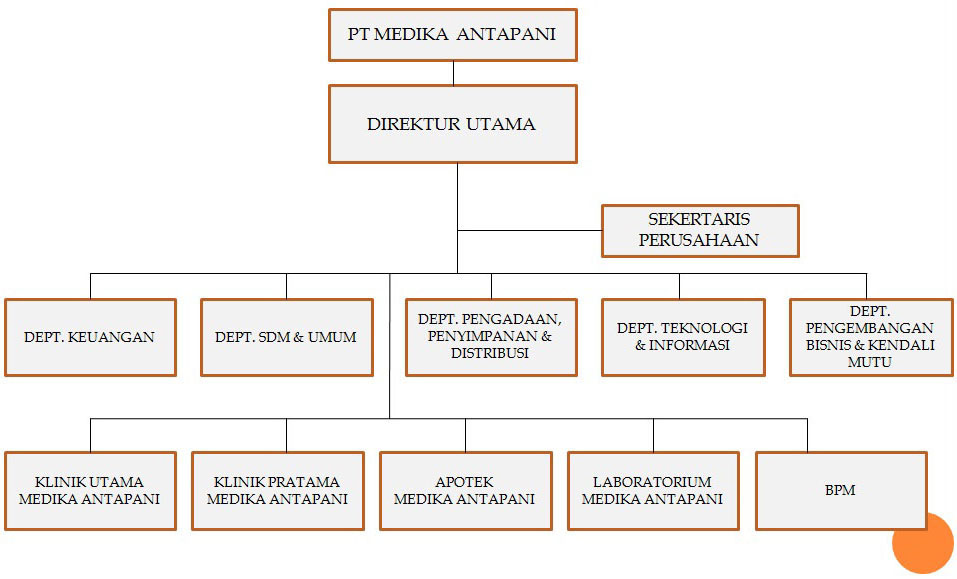 PT MEDIKA ANTAPANI
DIREKTUR UTAMA
SEKERTARIS
PERUSAHAAN
DEPT. KEUANGAN
DEPT. SDM & UMUM
DEPT. PENGADAAN,
PENYIMPANAN &
DISTRIBUSI
DEPT. TEKNOLOGI
& INFORMASI
DEPT.
PENGEMBANGAN
BISNIS & KENDALI
MUTU
KLINIK UTAMA
MEDIKA ANTAPANI
KLINIK PRATAMA
MEDIKA ANTAPANI
APOTEK
MEDIKA ANTAPANI
LABORATORIUM
MEDIKA ANTAPANI
BPM